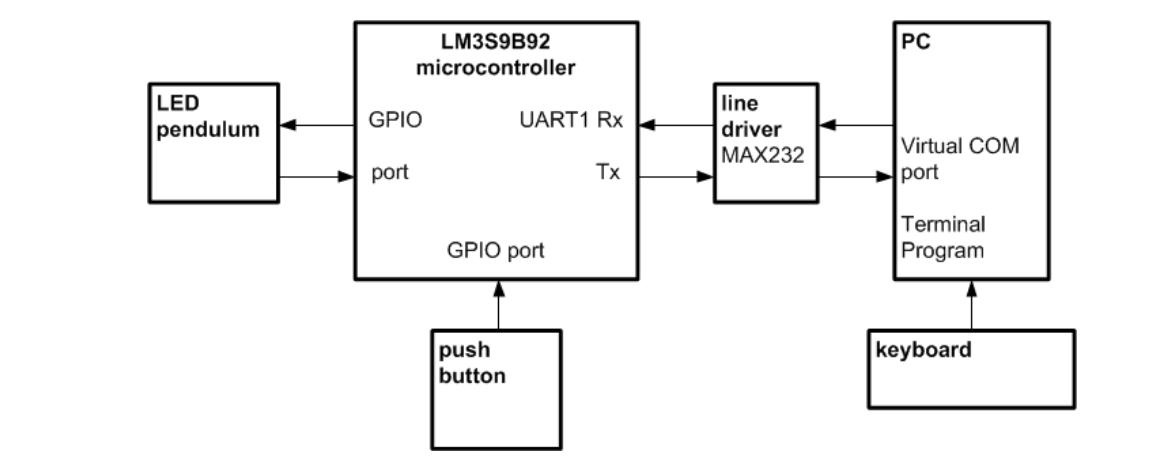 LM3S9B92
microcontroller
PC
LED
pendulum
GPIO
UART1 Rx
line
driver
MAX232
port
Tx
Virtual COM
port
GPIO port
Terminal
Program
push
button
keyboard